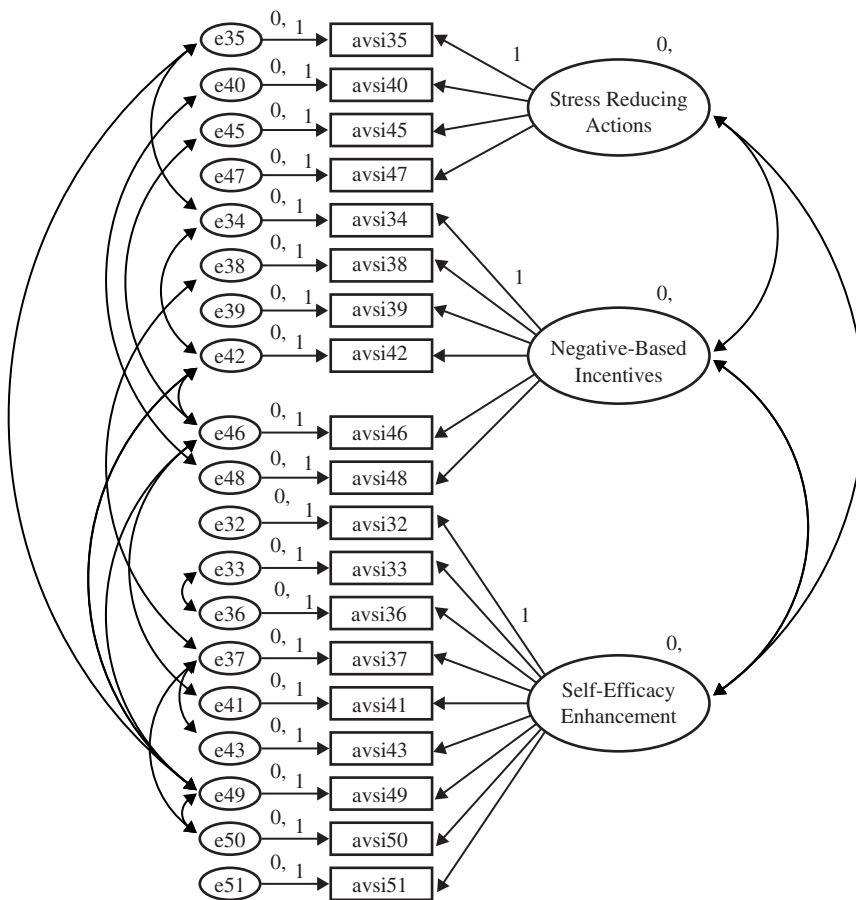 e35 0, 1 avsi35
e40 0, 1 avsi40
e45 0, 1 avsi45
e47 0, 1 avsi47
e34 0, 1 avsi34
e38 0, 1 avsi38
e39 0, 1 avsi39
e42 0, 1 avsi42
e46 0, 1 avsi46
e48 0, 1 avsi48
e32 0, 1 avsi32
e33 0, 1 avsi33
e36 0, 1 avsi36
e37 0, 1 avsi37
e41 0, 1 avsi41
e43 0, 1 avsi43
e49 0, 1 avsi49
e50 0, 1 avsi50
e51 0, 1 avsi51
1
0,
Stress Reducing
Actions
1
0,
Negative-Based
Incentives
1
0,
Self-Efficacy
Enhancement